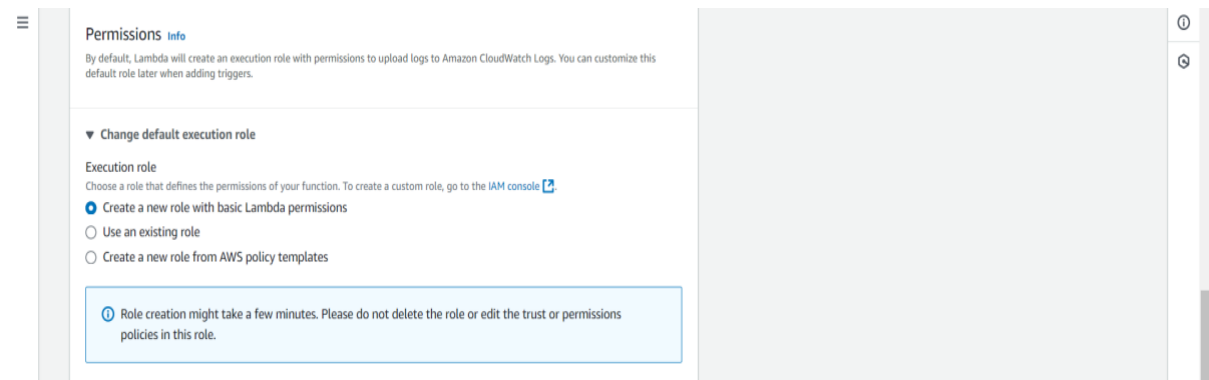 Permissions Info
By default, Lambda will create an execution role with permissions to upload logs to Amazon CloudWatch Logs. You can customize this
default role later when adding triggers.
Change default execution role
Execution role
Choose a role that defines the permissions of your function. To create a custom role, go to the IAM console.
Create a new role with basic Lambda permissions
Use an existing role
Create a new role from AWS policy templates
Role creation might take a few minutes. Please do not delete the role or edit the trust or permissions
policies in this role.